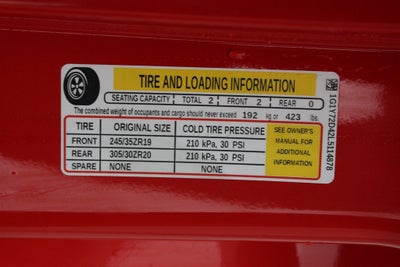 TIRE AND LOADING INFORMATION
SEATING CAPACITY TOTAL 2 FRONT 2 REAR 0
The combined weight of occupants and cargo should never exceed 192 kg or 423 lbs.
TIRE ORIGINAL SIZE COLD TIRE PRESSURE
FRONT 245/35ZR19 210 kPa, 30 PSI
REAR 305/30ZR20 210 kPa, 30 PSI
SPARE NONE NONE
SEE OWNER'S
MANUAL FOR
ADDITIONAL
INFORMATION
1G1Y72D42L5114878